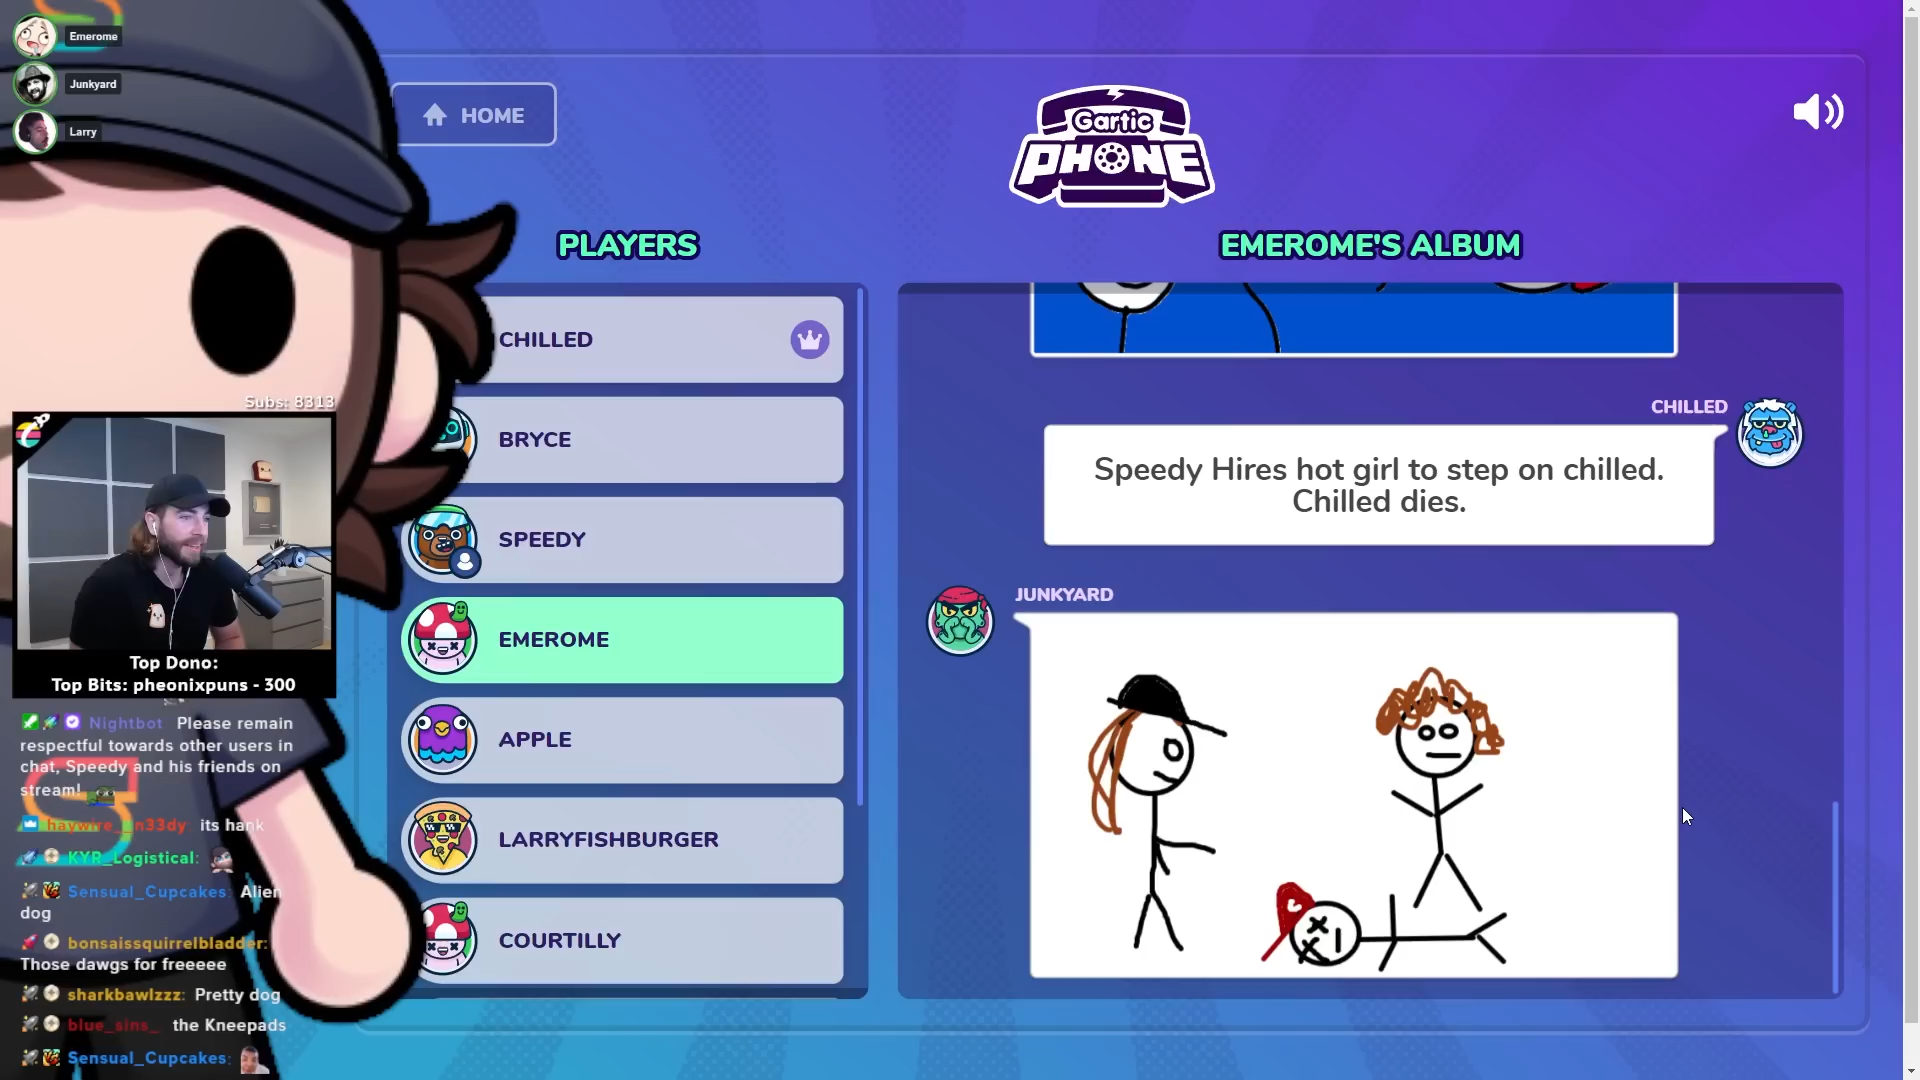 Emerome
Junkyard
Larry
HOME
Gartic
PHONE
PLAYERS
EMEROME'S ALBUM
CHILLED
BRYCE
SPEEDY
EMEROME
APPLE
LARRYFISHBURGER
COURTILLY
CHILLED
Speedy Hires hot girl to step on chilled.
Chilled dies.
JUNKYARD
Subs: 8313
Top Dono:
Top Bits: pheonixpuns - 300
Nightbot Please remain
respectful towards other users in
chat, Speedy and his friends on
stream!
haywire__n33dy: its hank
KYR_Logistical:
Sensual_Cupcakes: Alien
dog
bonsaissquirrelbladder:
Those dawgs for freeeee
sharkbawlzzz: Pretty dog
blue_sins_ the Kneepads
Sensual_Cupcakes: